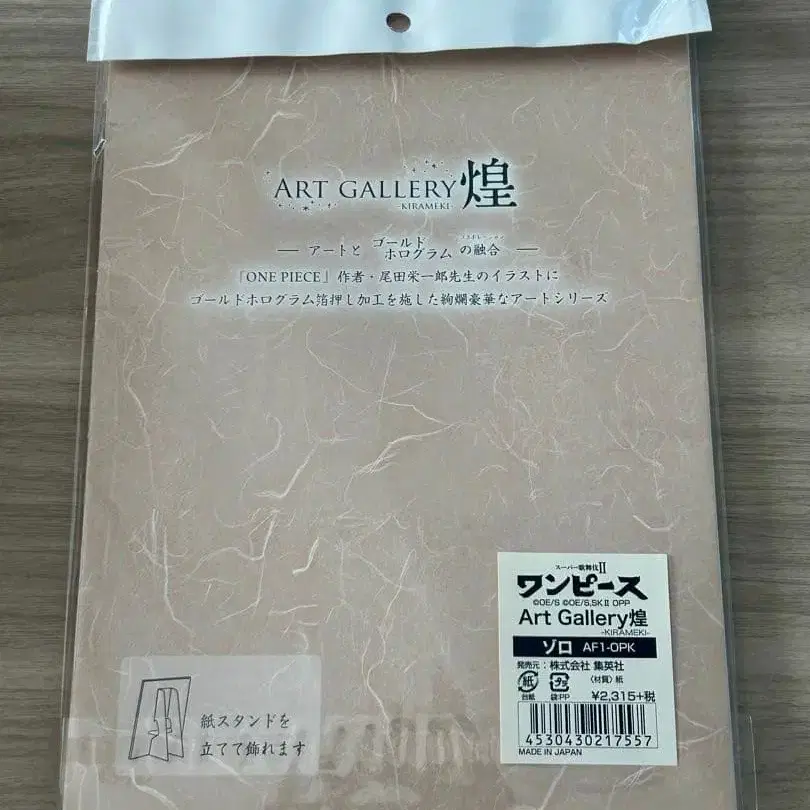 ART GALLERY煌
-KIRAMEKI-
アートと ゴールドホログラム の融合
『ONE PIECE』作者・尾田栄一郎先生のイラストに
ゴールドホログラム箔押し加工を施した絢爛豪華なアートシリーズ
スーパー歌舞伎II
ワンピース
©OE/S ©OE/S,SKⅡ OPP
Art Gallery煌
-KIRAMEKI-
ゾロ AF1-OPK
発売元：株式会社 集英社
紙 プラ 〈材質〉紙
台紙 袋:PP ¥2,315+税
4530430217557
MADE IN JAPAN
紙スタンドを
立てて飾れます